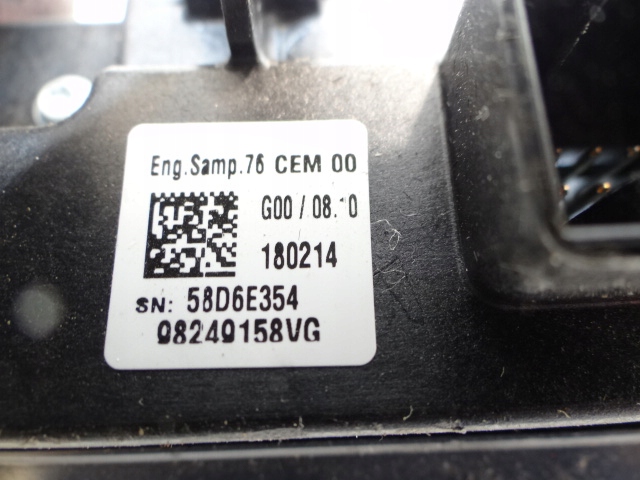 Eng.Samp.76 CEM 00
G00 / 08.10
180214
SN: 58D6E354
98249158VG